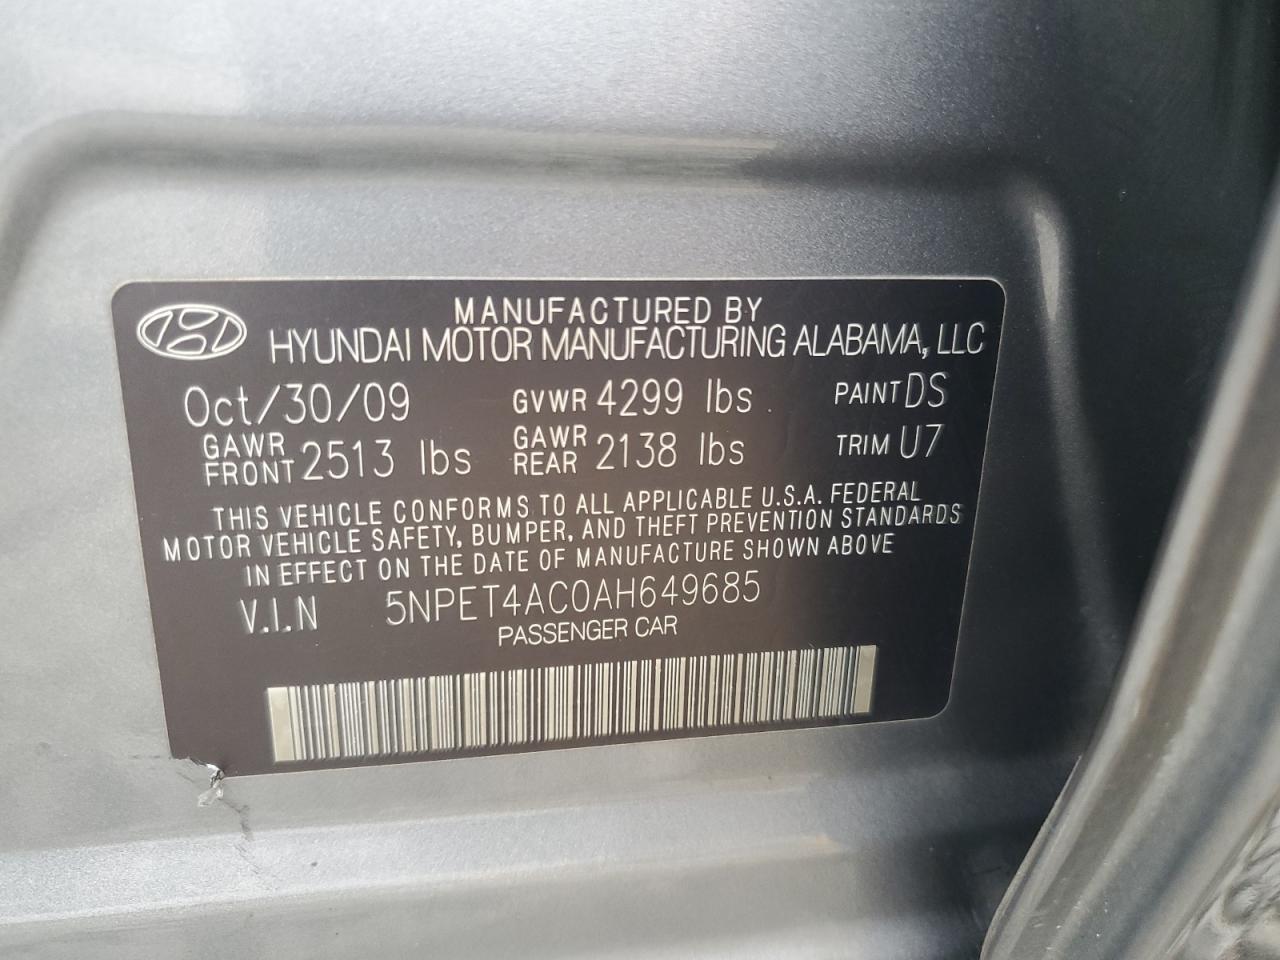 MANUFACTURED BY
HYUNDAI MOTOR MANUFACTURING ALABAMA, LLC
Oct/30/09 GVWR 4299 lbs PAINT DS
GAWR FRONT 2513 lbs GAWR REAR 2138 lbs TRIM U7
THIS VEHICLE CONFORMS TO ALL APPLICABLE U.S.A. FEDERAL
MOTOR VEHICLE SAFETY, BUMPER, AND THEFT PREVENTION STANDARDS
IN EFFECT ON THE DATE OF MANUFACTURE SHOWN ABOVE
V.I.N 5NPET4AC0AH649685
PASSENGER CAR